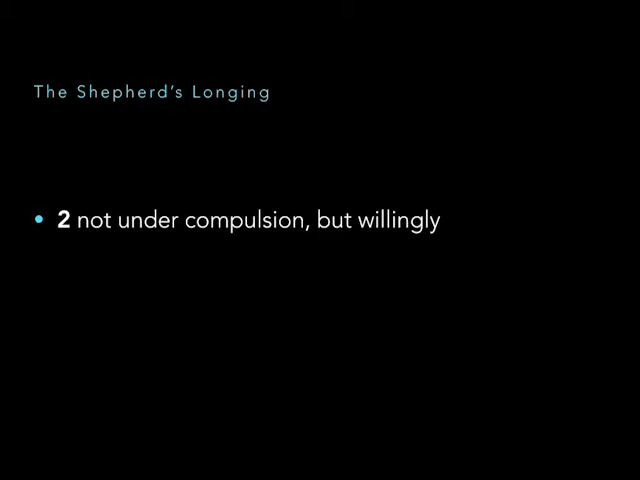 The Shepherd's Longing
• 2 not under compulsion, but willingly